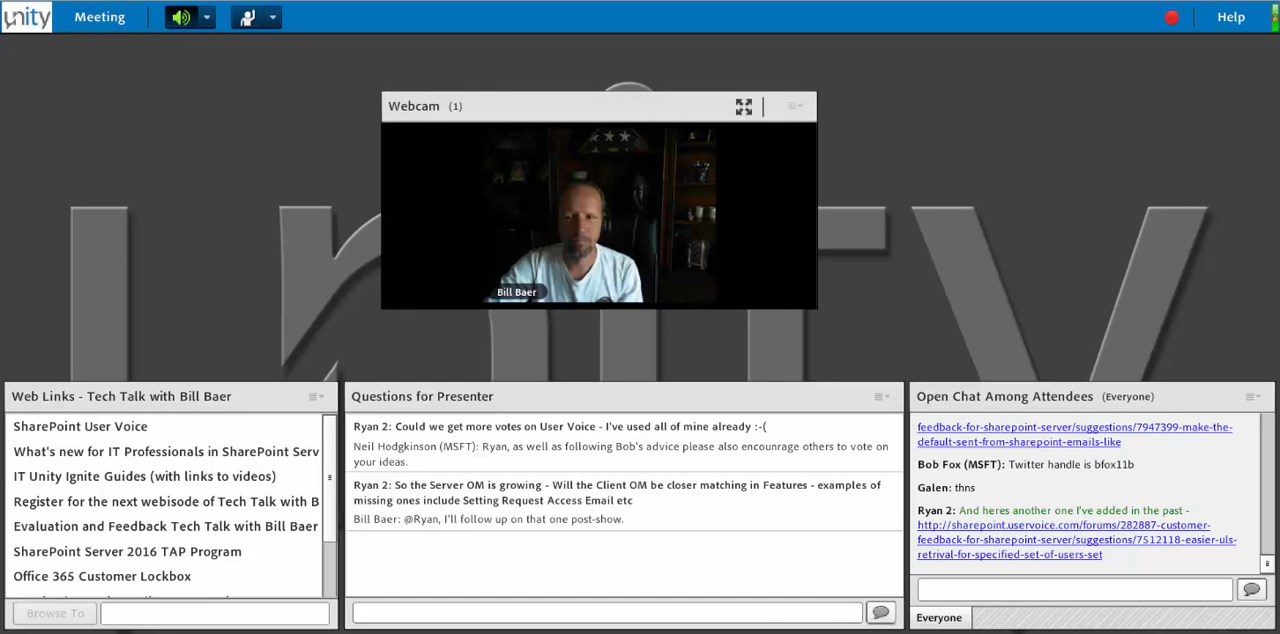 unity
Meeting
Help
Webcam (1)
Bill Baer
Web Links - Tech Talk with Bill Baer
SharePoint User Voice
What's new for IT Professionals in SharePoint Serv
IT Unity Ignite Guides (with links to videos)
Register for the next webisode of Tech Talk with B
Evaluation and Feedback Tech Talk with Bill Baer
SharePoint Server 2016 TAP Program
Office 365 Customer Lockbox
Browse To
Questions for Presenter
Ryan 2: Could we get more votes on User Voice - I've used all of mine already :-(
Neil Hodgkinson (MSFT): Ryan, as well as following Bob's advice please also encourage others to vote on
your ideas.
Ryan 2: So the Server OM is growing - Will the Client OM be closer matching in Features - examples of
missing ones include Setting Request Access Email etc
Bill Baer: @Ryan, I'll follow up on that one post-show.
Open Chat Among Attendees (Everyone)
feedback-for-sharepoint-server/suggestions/7947399-make-the-
default-sent-from-sharepoint-emails-like
Bob Fox (MSFT): Twitter handle is bfox11b
Galen: thns
Ryan 2: And heres another one I've added in the past -
http://sharepoint.uservoice.com/forums/282887-customer-
feedback-for-sharepoint-server/suggestions/7512118-easier-uls-
retrival-for-specified-set-of-users-set
Everyone